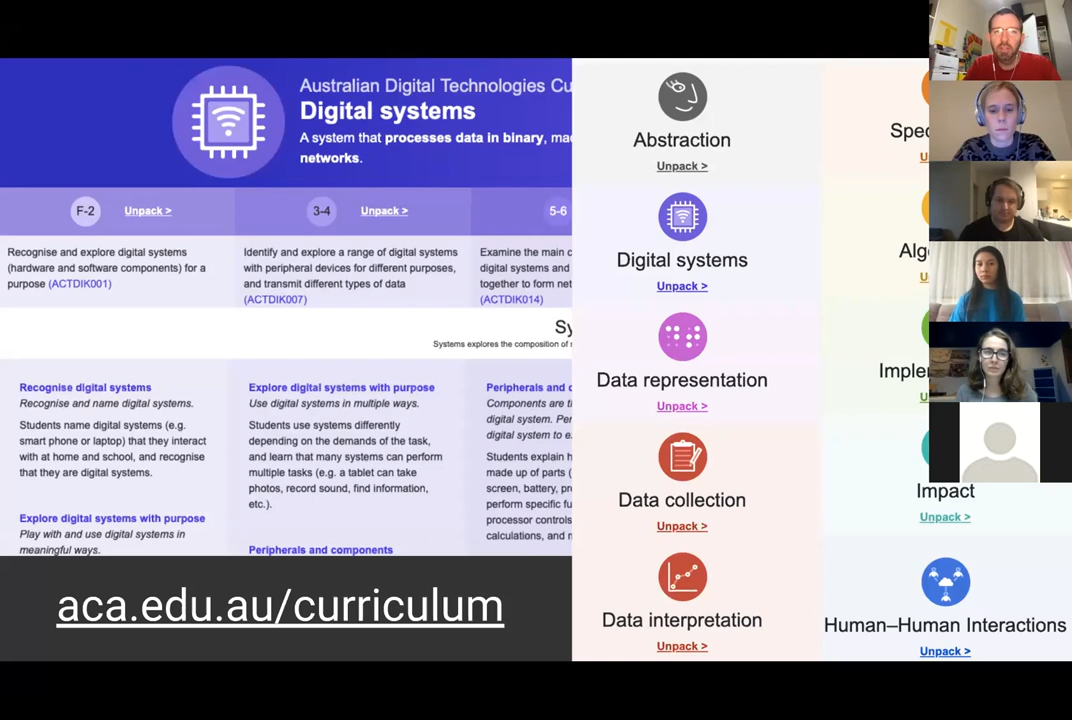 Australian Digital Technologies Cu
Digital systems
A system that processes data in binary, mad
networks.
F-2
Unpack >
3-4
Unpack >
5-6
Recognise and explore digital systems
(hardware and software components) for a
purpose (ACTDIK001)
Identify and explore a range of digital systems
with peripheral devices for different purposes,
and transmit different types of data
(ACTDIK007)
Examine the main c
digital systems and
together to form net
(ACTDIK014)
Sy
Systems explores the composition of
Recognise digital systems
Recognise and name digital systems.
Students name digital systems (e.g.
smart phone or laptop) that they interact
with at home and school, and recognise
that they are digital systems.
Explore digital systems with purpose
Play with and use digital systems in
meaningful ways.
Explore digital systems with purpose
Use digital systems in multiple ways.
Students use systems differently
depending on the demands of the task,
and learn that many systems can perform
multiple tasks (e.g. a tablet can take
photos, record sound, find information,
etc.).
Peripherals and components
Peripherals and c
Components are th
digital system. Per
digital system to e
Students explain h
made up of parts (
screen, battery, pr
perform specific fu
processor controls
calculations, and m
aca.edu.au/curriculum
Abstraction
Unpack >
Digital systems
Unpack >
Data representation
Unpack >
Data collection
Unpack >
Data interpretation
Unpack >
Spec
U
Algo
U
Implem
U
Impact
Unpack >
Human–Human Interactions
Unpack >